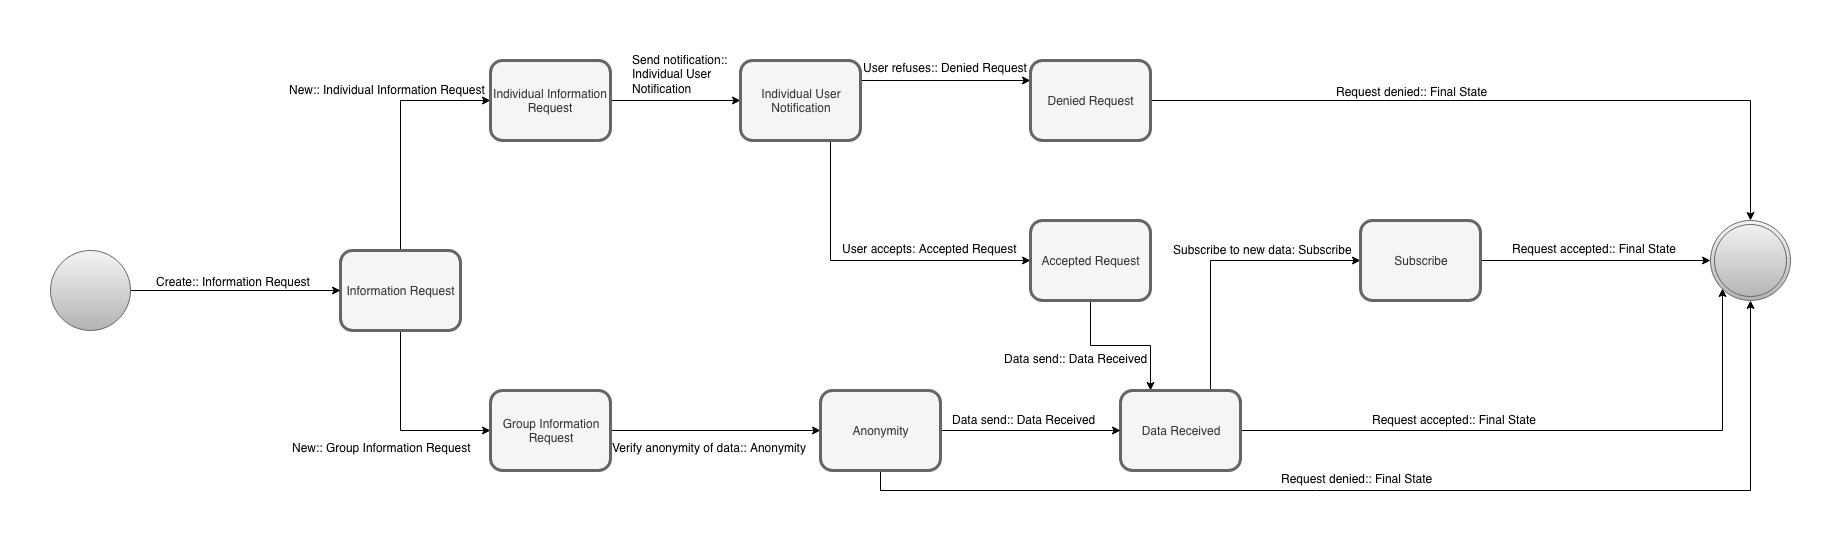 Send notification::
Individual User
Notification
User refuses:: Denied Request
New:: Individual Information Request
Individual Information
Request
Individual User
Notification
Denied Request
Request denied:: Final State
User accepts: Accepted Request
Accepted Request
Subscribe to new data: Subscribe
Subscribe
Request accepted:: Final State
Create:: Information Request
Information Request
Data send:: Data Received
New:: Group Information Request
Group Information
Request
Verify anonymity of data:: Anonymity
Anonymity
Data send:: Data Received
Data Received
Request accepted:: Final State
Request denied:: Final State